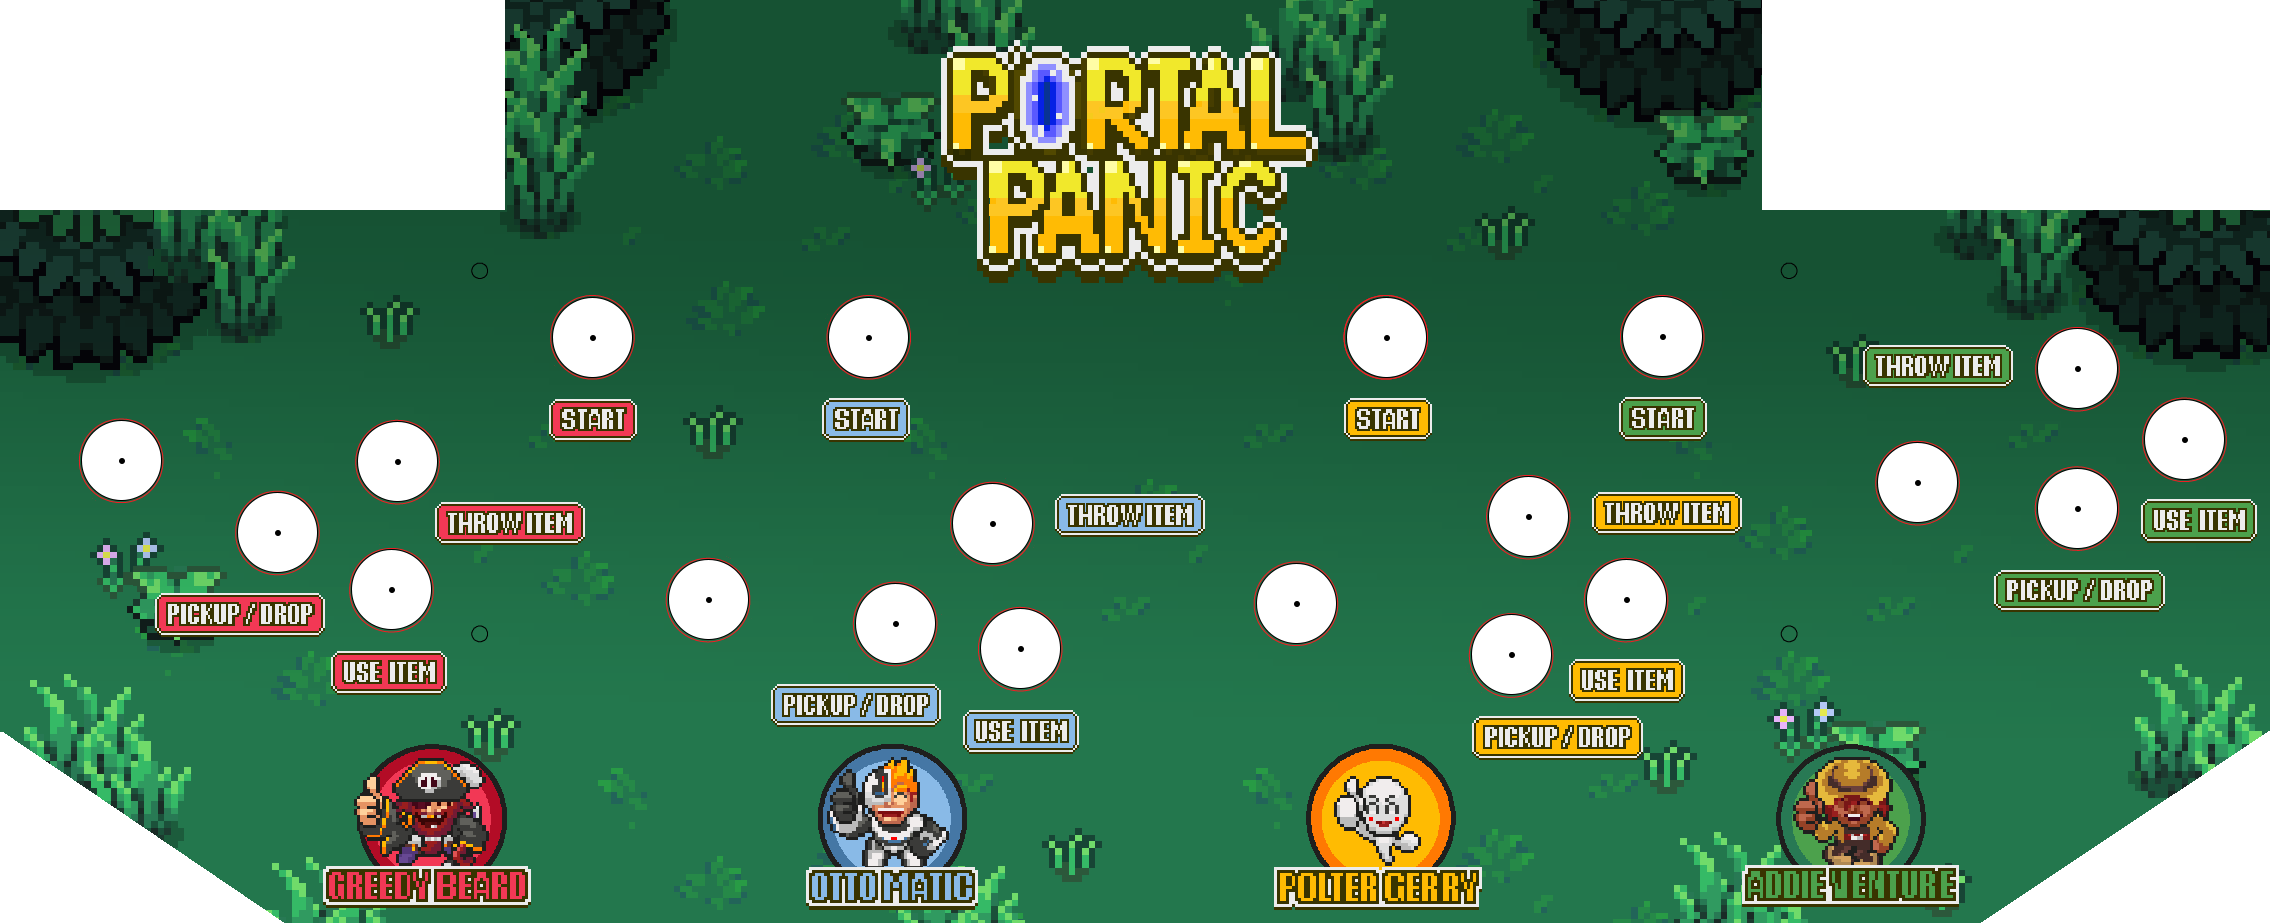 PORTAL
PANIC
START
START
START
START
THROW ITEM
THROW ITEM
THROW ITEM
THROW ITEM
USE ITEM
PICKUP / DROP
PICKUP / DROP
USE ITEM
USE ITEM
PICKUP / DROP
USE ITEM
PICKUP / DROP
GREEDY BEARD
OTTO MATIC
POLTER GERRY
ADDIE VENTURE